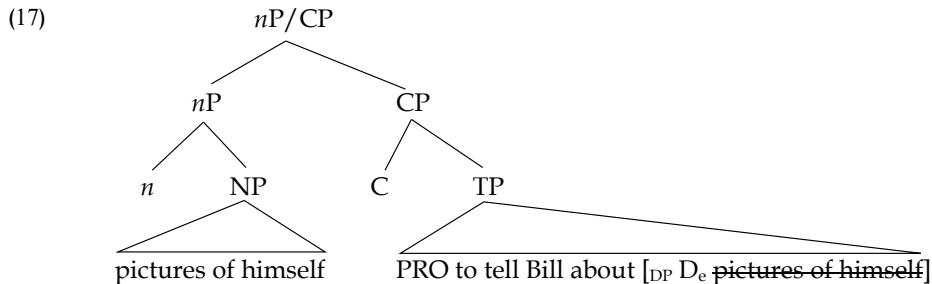 (17) nP/CP
nP CP
n NP C TP
pictures of himself PRO to tell Bill about [DP De pictures of himself]